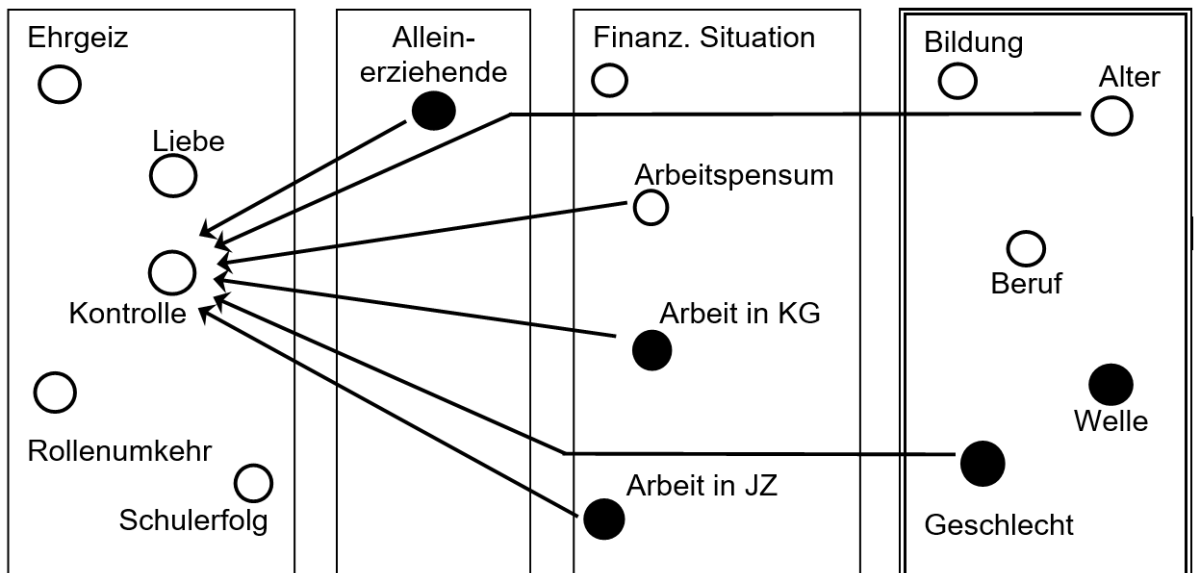 Ehrgeiz
Liebe
Kontrolle
Rollenumkehr
Schulerfolg
Allein-
erziehende
Finanz. Situation
Arbeitspensum
Arbeit in KG
Arbeit in JZ
Bildung
Alter
Beruf
Welle
Geschlecht